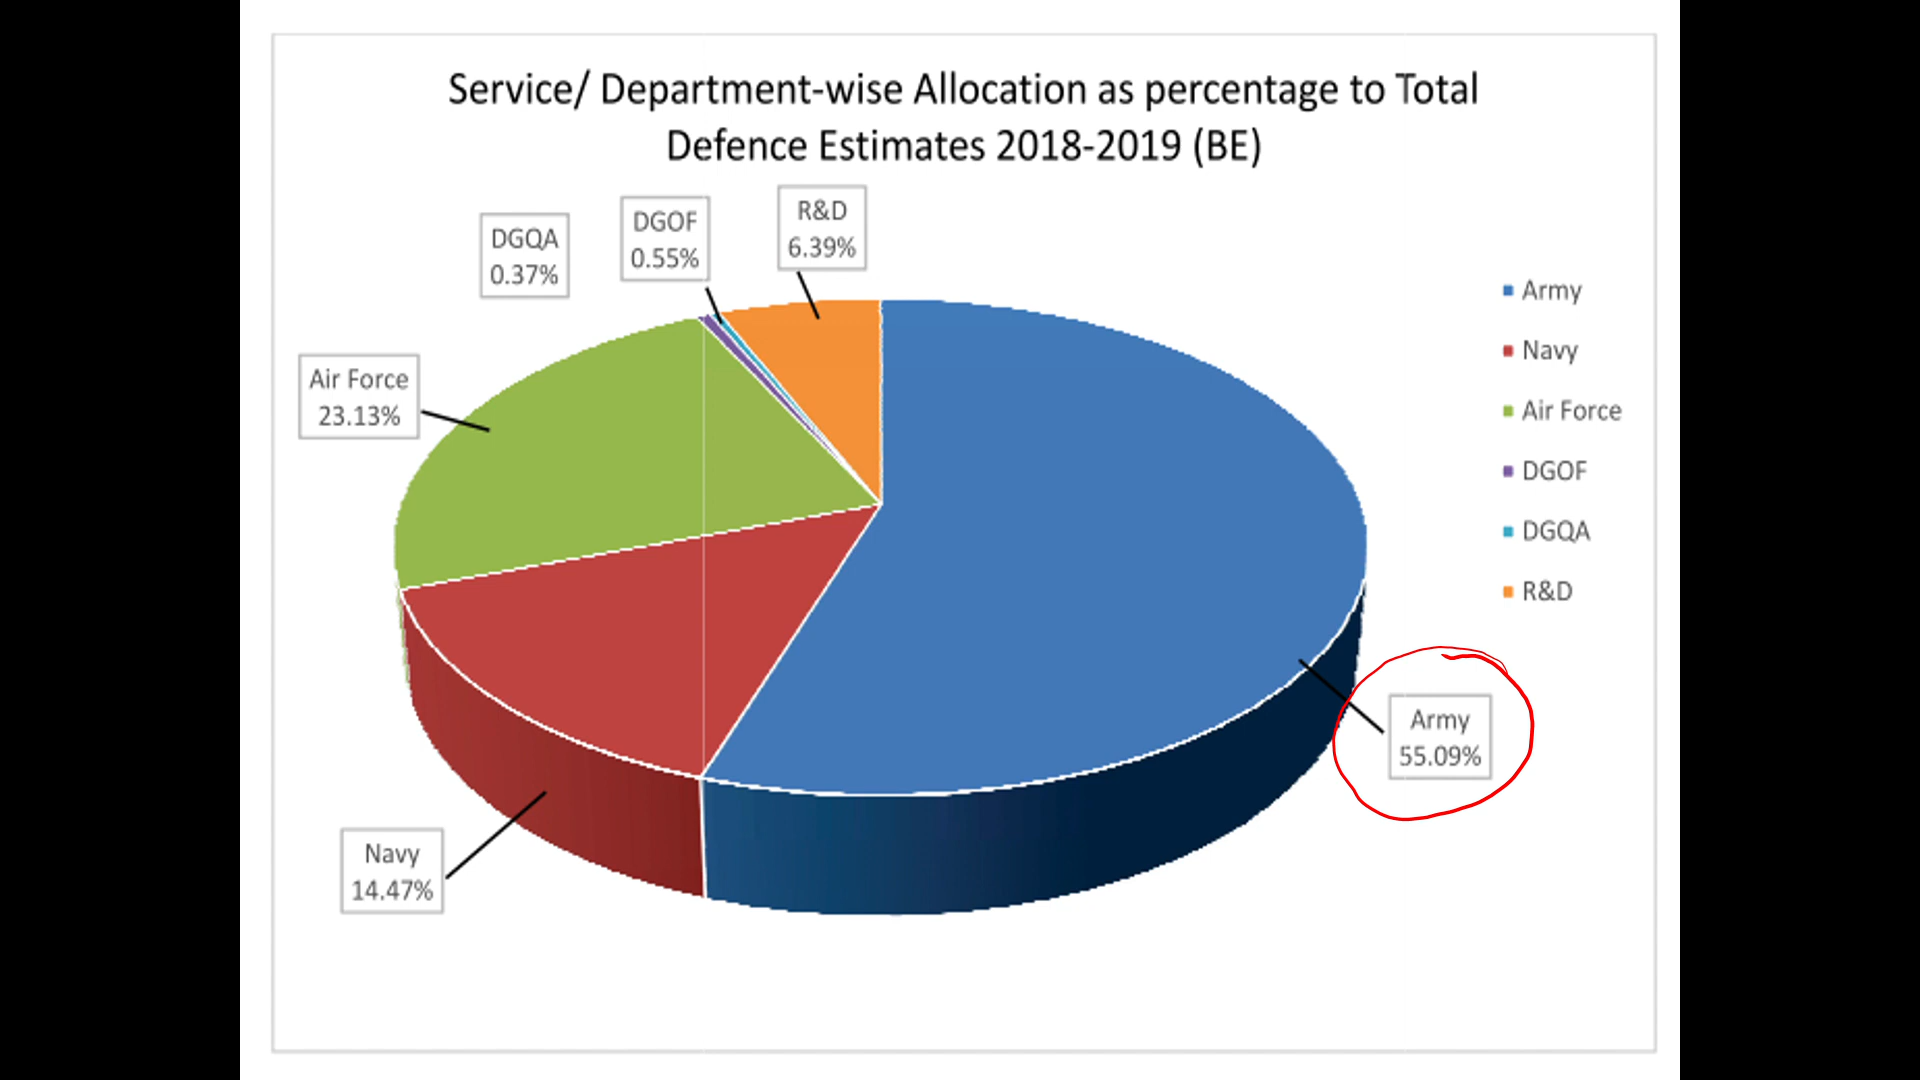 Service/ Department-wise Allocation as percentage to Total
Defence Estimates 2018-2019 (BE)
R&D
6.39%
DGOF
0.55%
DGQA
0.37%
Air Force
23.13%
Navy
14.47%
Army
55.09%
Army
Navy
Air Force
DGOF
DGQA
R&D